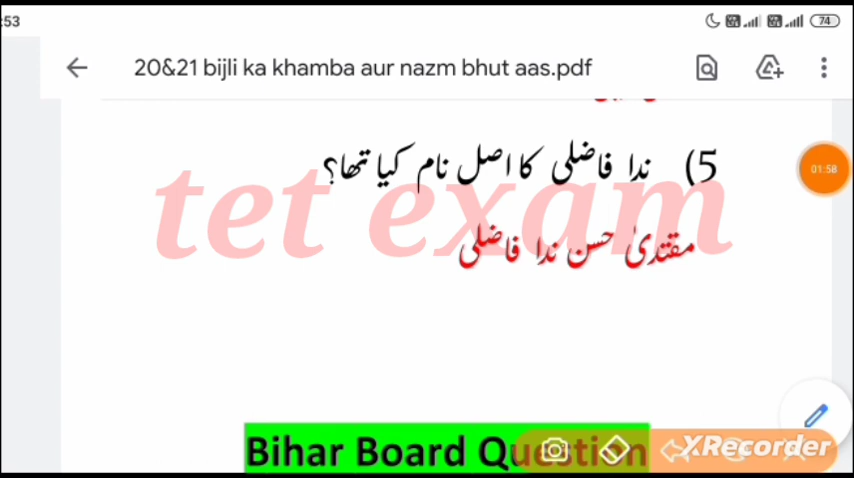 :53
74
20&21 bijli ka khamba aur nazm bhut aas.pdf
5) ندا فاضلی کا اصل نام کیا تھا؟
01:58
tet exam
مقتدیٰ حسن ندا فاضلی
Bihar Board Question
XRecorder